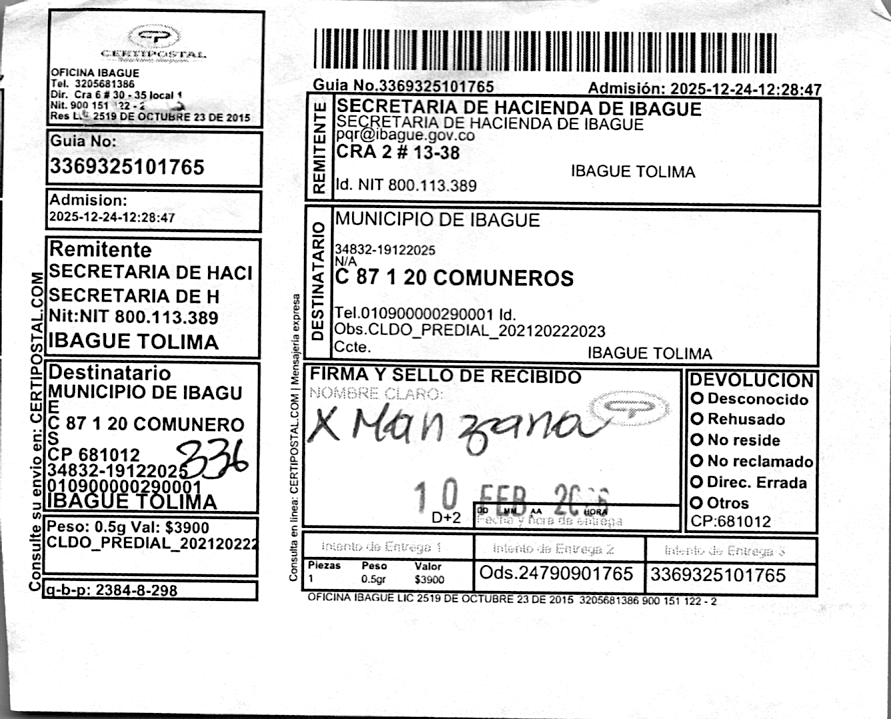 CERTIPOSTAL
OFICINA IBAGUE
Tel. 3205681386
Dir. Cra 6 # 30 - 35 local 1
Nit. 900 151 122 - 2
Res L. 2519 DE OCTUBRE 23 DE 2015
Guia No:
3369325101765
Admision:
2025-12-24-12:28:47
Remitente
SECRETARIA DE HACI
SECRETARIA DE H
Nit:NIT 800.113.389
IBAGUE TOLIMA
Destinatario
MUNICIPIO DE IBAGU
E
C 87 1 20 COMUNERO
S
CP 681012
34832-19122025
336
010900000290001
IBAGUE TOLIMA
Peso: 0.5g Val: $3900
CLDO_PREDIAL_202120222
q-b-p: 2384-8-298
Consulte su envio en: CERTIPOSTAL.COM
Guia No.3369325101765 Admisión: 2025-12-24-12:28:47
REMITENTE
SECRETARIA DE HACIENDA DE IBAGUE
SECRETARIA DE HACIENDA DE IBAGUE
pqr@ibague.gov.co
CRA 2 # 13-38
IBAGUE TOLIMA
Id. NIT 800.113.389
DESTINATARIO
MUNICIPIO DE IBAGUE
34832-19122025
N/A
C 87 1 20 COMUNEROS
Tel.010900000290001 Id.
Obs.CLDO_PREDIAL_202120222023
Ccte. IBAGUE TOLIMA
Consulta en línea: CERTIPOSTAL.COM | Mensajería expresa
FIRMA Y SELLO DE RECIBIDO
NOMBRE CLARO:
X Manzana
10 FEB. 2026
D+2
DD MM AA HORA
Fecha y hora de entrega
DEVOLUCION
Desconocido
Rehusado
No reside
No reclamado
Direc. Errada
Otros
CP:681012
Intento de Entrega 1 Intento de Entrega 2 Intento de Entrega 3
Piezas Peso Valor
1 0.5gr $3900
Ods.24790901765 3369325101765
OFICINA IBAGUE LIC 2519 DE OCTUBRE 23 DE 2015 3205681386 900 151 122 - 2